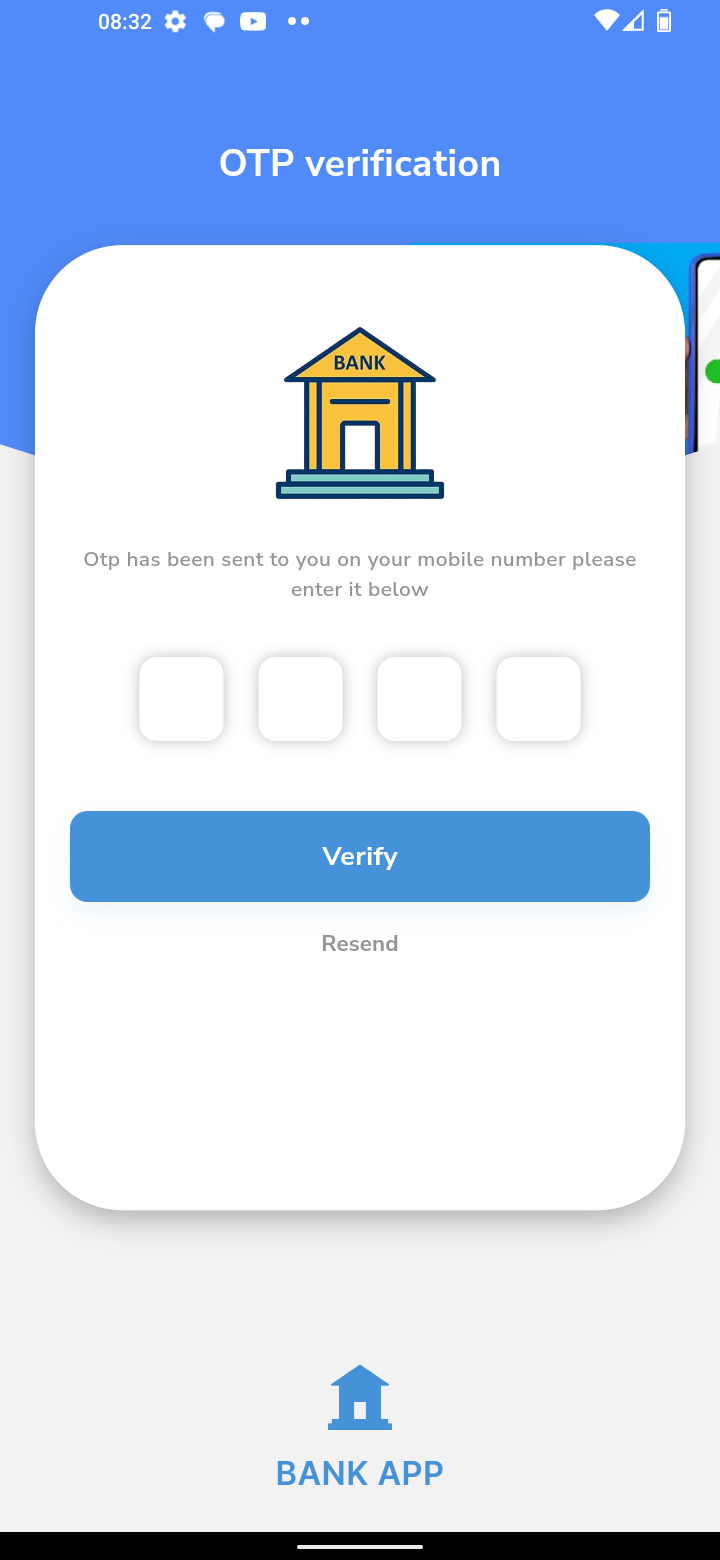 08:32
OTP verification
BANK
Otp has been sent to you on your mobile number please
enter it below
Verify
Resend
BANK APP